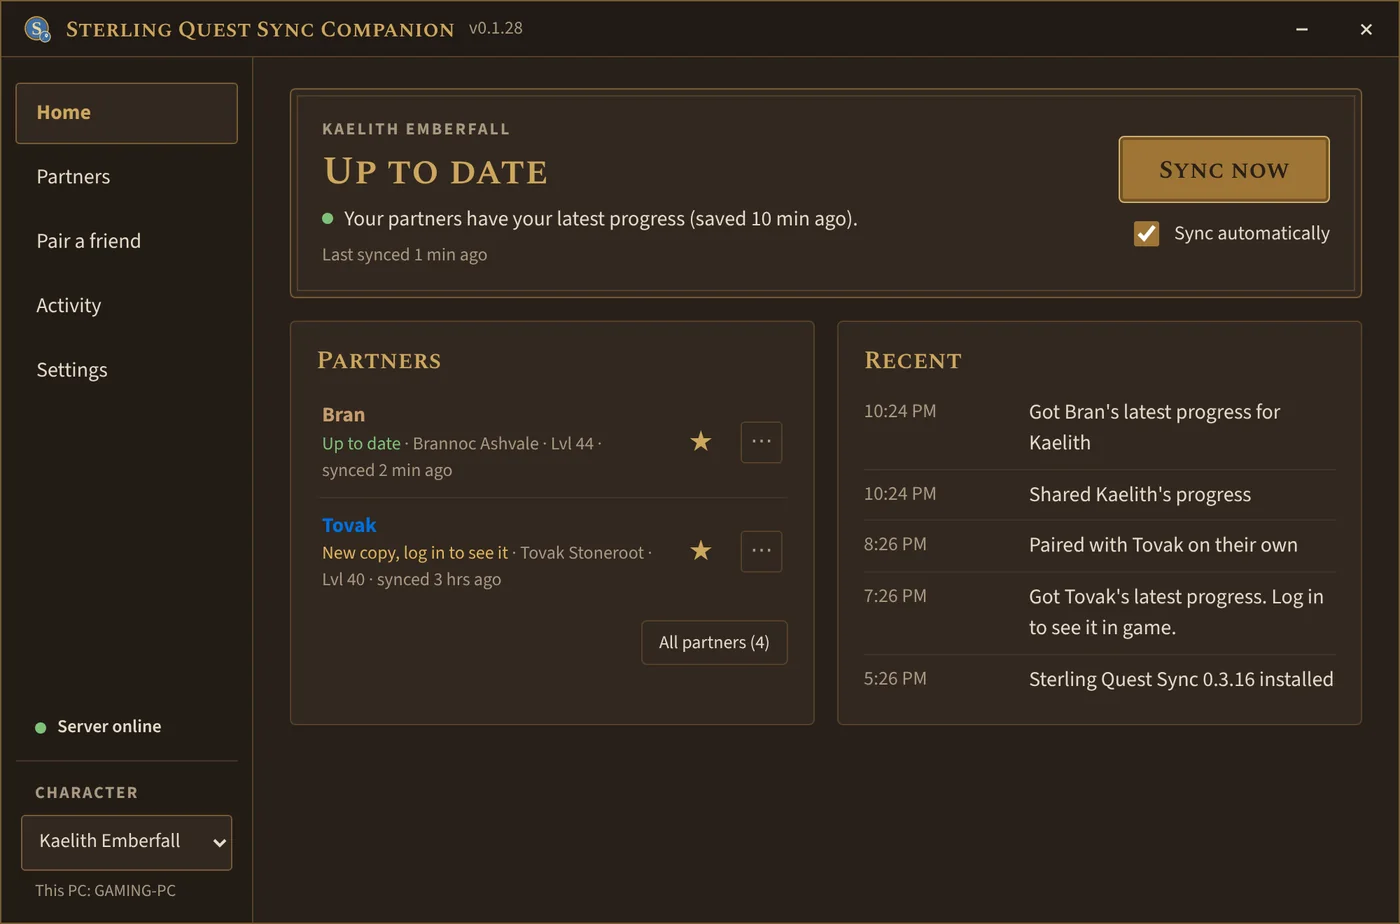 Sterling Quest Sync Companion v0.1.28
Home
Partners
Pair a friend
Activity
Settings
Server online
CHARACTER
Kaelith Emberfall
This PC: GAMING-PC
KAELITH EMBERFALL
Up to date
Your partners have your latest progress (saved 10 min ago).
Last synced 1 min ago
Sync now
Sync automatically
Partners
Bran
Up to date · Brannoc Ashvale · Lvl 44 ·
synced 2 min ago
Tovak
New copy, log in to see it · Tovak Stoneroot ·
Lvl 40 · synced 3 hrs ago
All partners (4)
Recent
10:24 PM Got Bran's latest progress for
Kaelith
10:24 PM Shared Kaelith's progress
8:26 PM Paired with Tovak on their own
7:26 PM Got Tovak's latest progress. Log in
to see it in game.
5:26 PM Sterling Quest Sync 0.3.16 installed